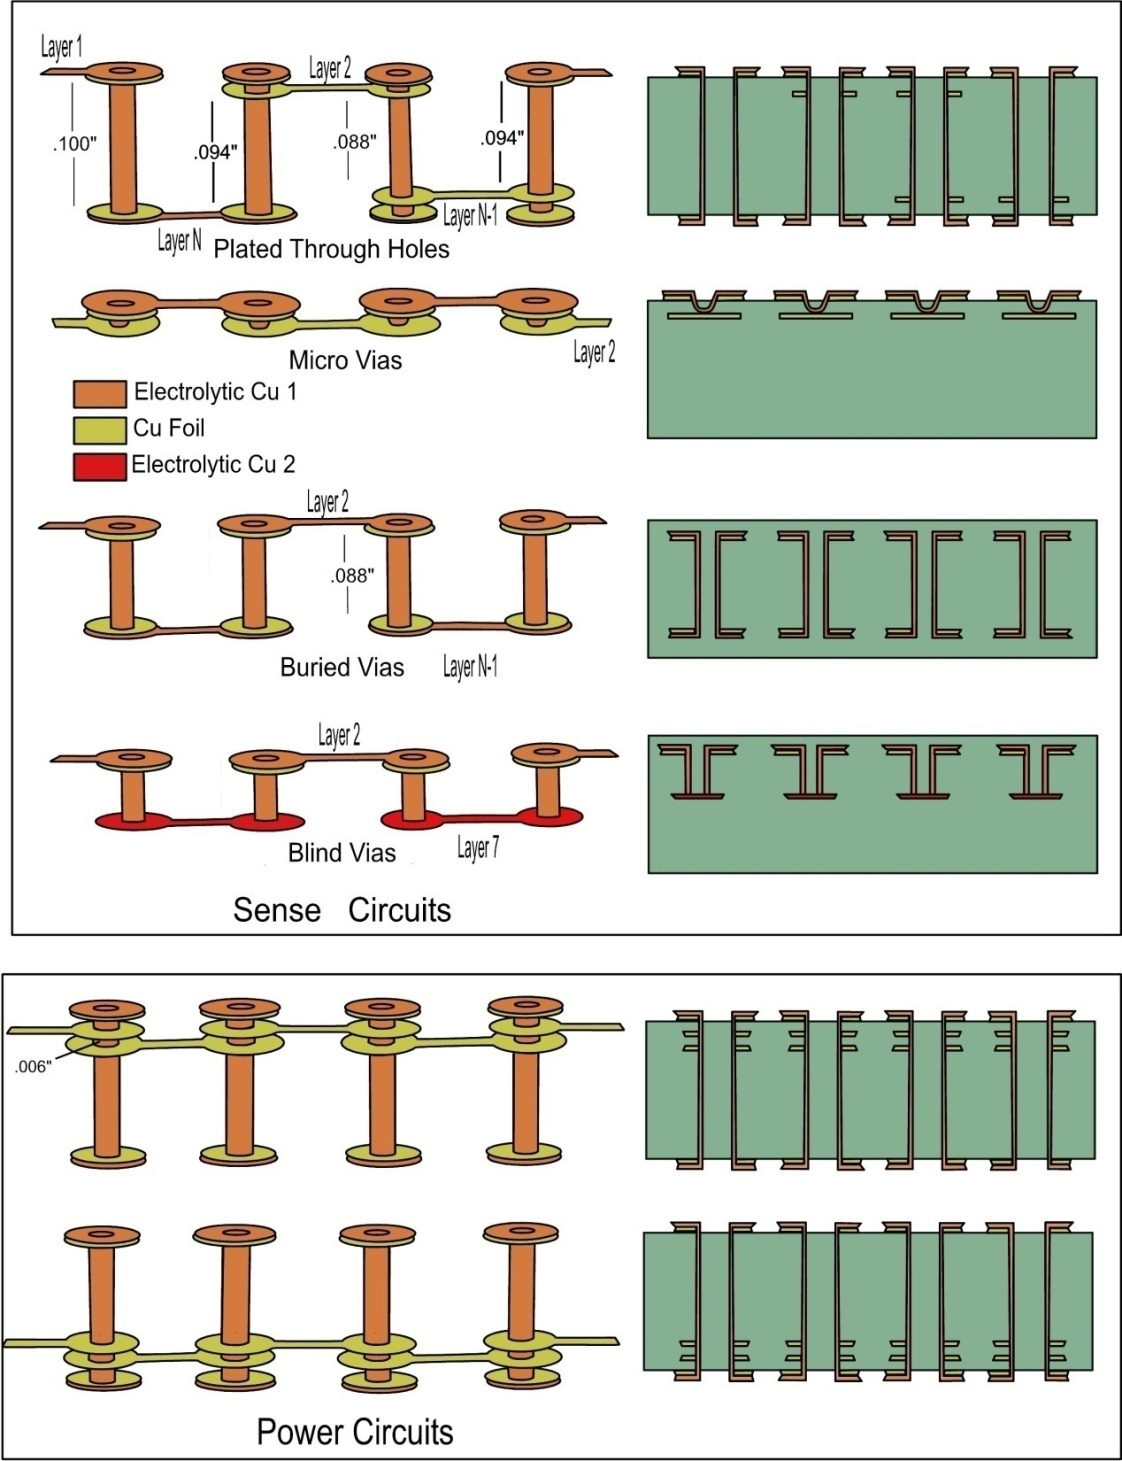 Layer 1
Layer 2
.100"
.094"
.088"
.094"
Layer N
Layer N-1
Plated Through Holes
Micro Vias
Layer 2
Electrolytic Cu 1
Cu Foil
Electrolytic Cu 2
Layer 2
.088"
Buried Vias
Layer N-1
Layer 2
Blind Vias
Layer 7
Sense Circuits
.006"
Power Circuits